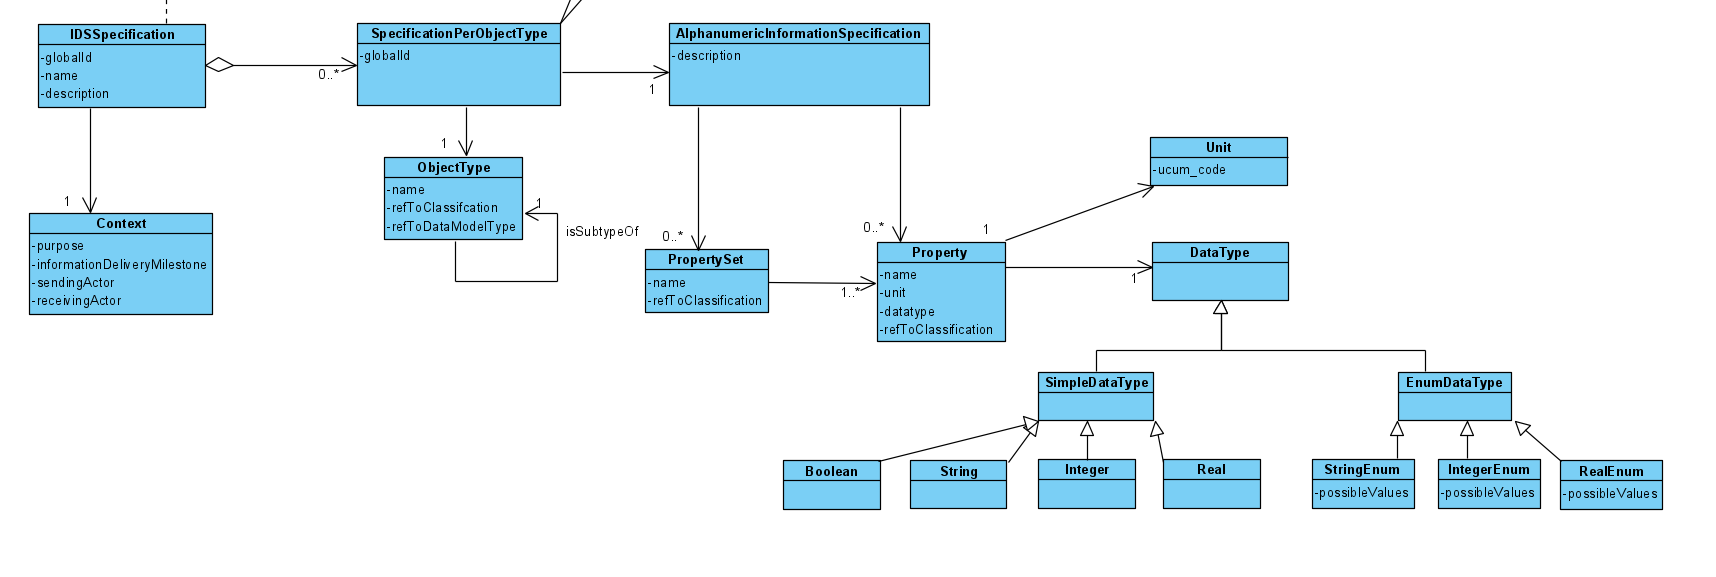 IDSSpecification
-globalId
-name
-description
0..*
SpecificationPerObjectType
-globalId
1
AlphanumericInformationSpecification
-description
1
Context
-purpose
-informationDeliveryMilestone
-sendingActor
-receivingActor
1
ObjectType
-name
-refToClassifcation
-refToDataModelType
1
isSubtypeOf
0..*
PropertySet
-name
-refToClassification
1..*
0..*
Property
-name
-unit
-datatype
-refToClassification
1
Unit
-ucum_code
1
DataType
SimpleDataType
EnumDataType
Boolean
String
Integer
Real
StringEnum
-possibleValues
IntegerEnum
-possibleValues
RealEnum
-possibleValues